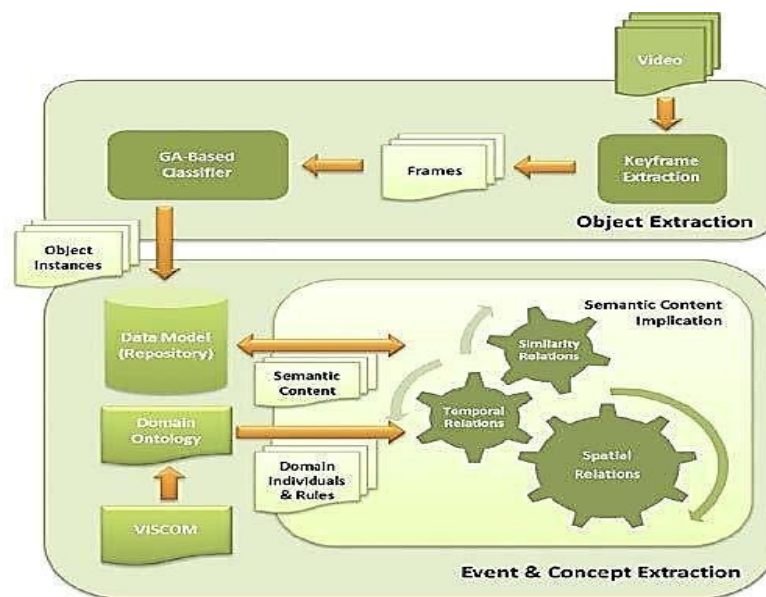 Video
GA-Based
Classifier
Frames
Keyframe
Extraction
Object Extraction
Object
Instances
Data Model
(Repository)
Semantic Content
Implication
Similarity
Relations
Semantic
Content
Temporal
Relations
Domain
Ontology
Domain
Individuals
& Rules
Spatial
Relations
VISCOM
Event & Concept Extraction